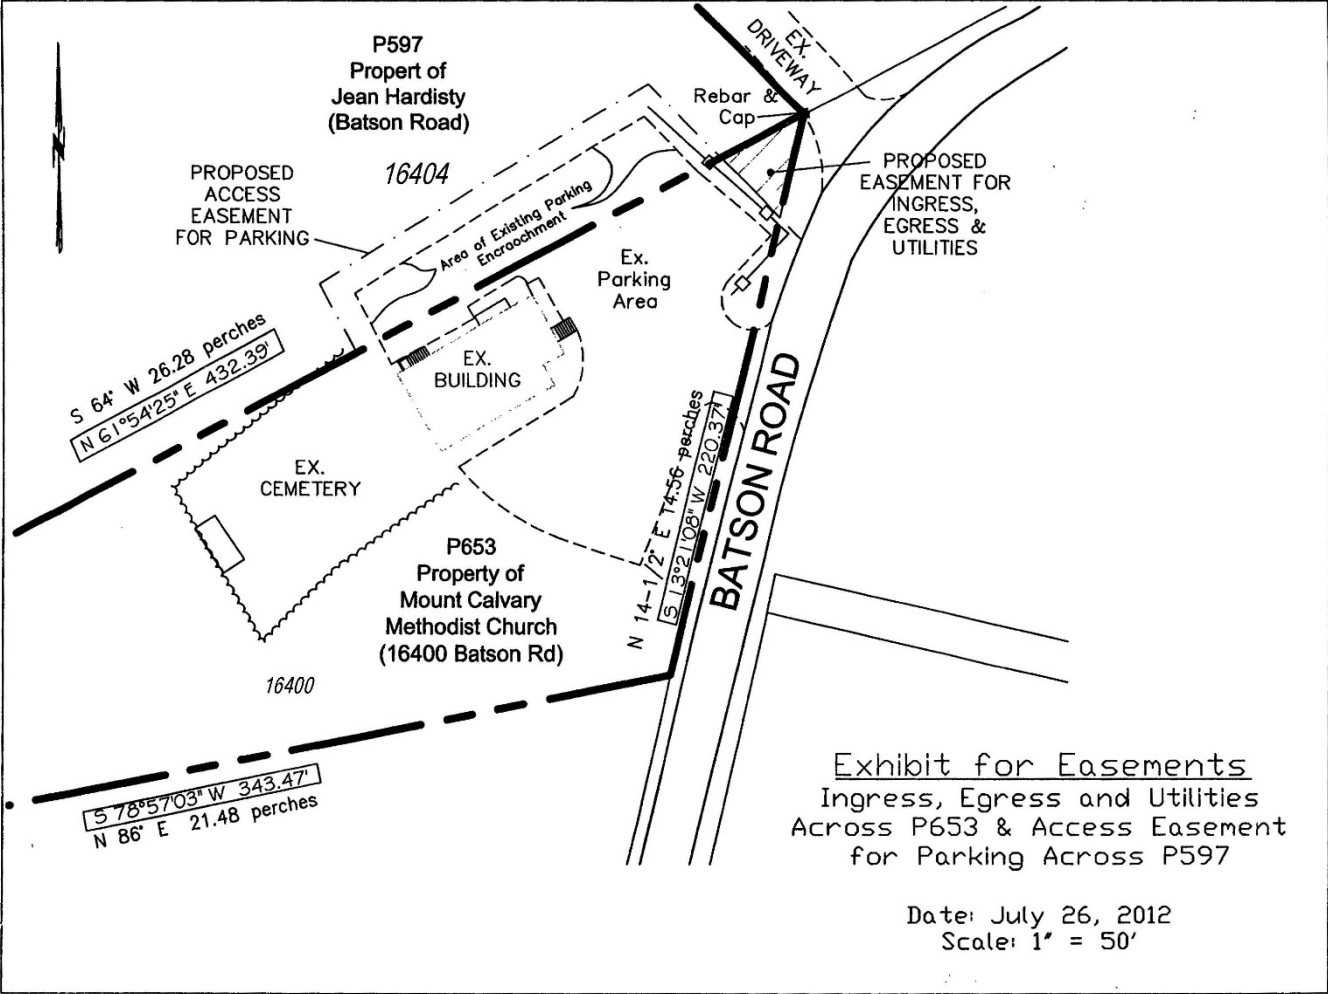 P597
Propert of
Jean Hardisty
(Batson Road)
16404
EX.
DRIVEWAY
Rebar &
Cap
PROPOSED
ACCESS
EASEMENT
FOR PARKING
PROPOSED
EASEMENT FOR
INGRESS,
EGRESS &
UTILITIES
Area of Existing Parking
Encraochment
Ex.
Parking
Area
S 64° W 26.28 perches
N 61°54'25" E 432.39'
EX.
BUILDING
EX.
CEMETERY
N 14-1/2° E 14.56 perches
S 13°21'08" W 220.37'
BATSON ROAD
P653
Property of
Mount Calvary
Methodist Church
(16400 Batson Rd)
16400
S 78°57'03" W 343.47'
N 86° E 21.48 perches
Exhibit for Easements
Ingress, Egress and Utilities
Across P653 & Access Easement
for Parking Across P597
Date: July 26, 2012
Scale: 1" = 50'
N